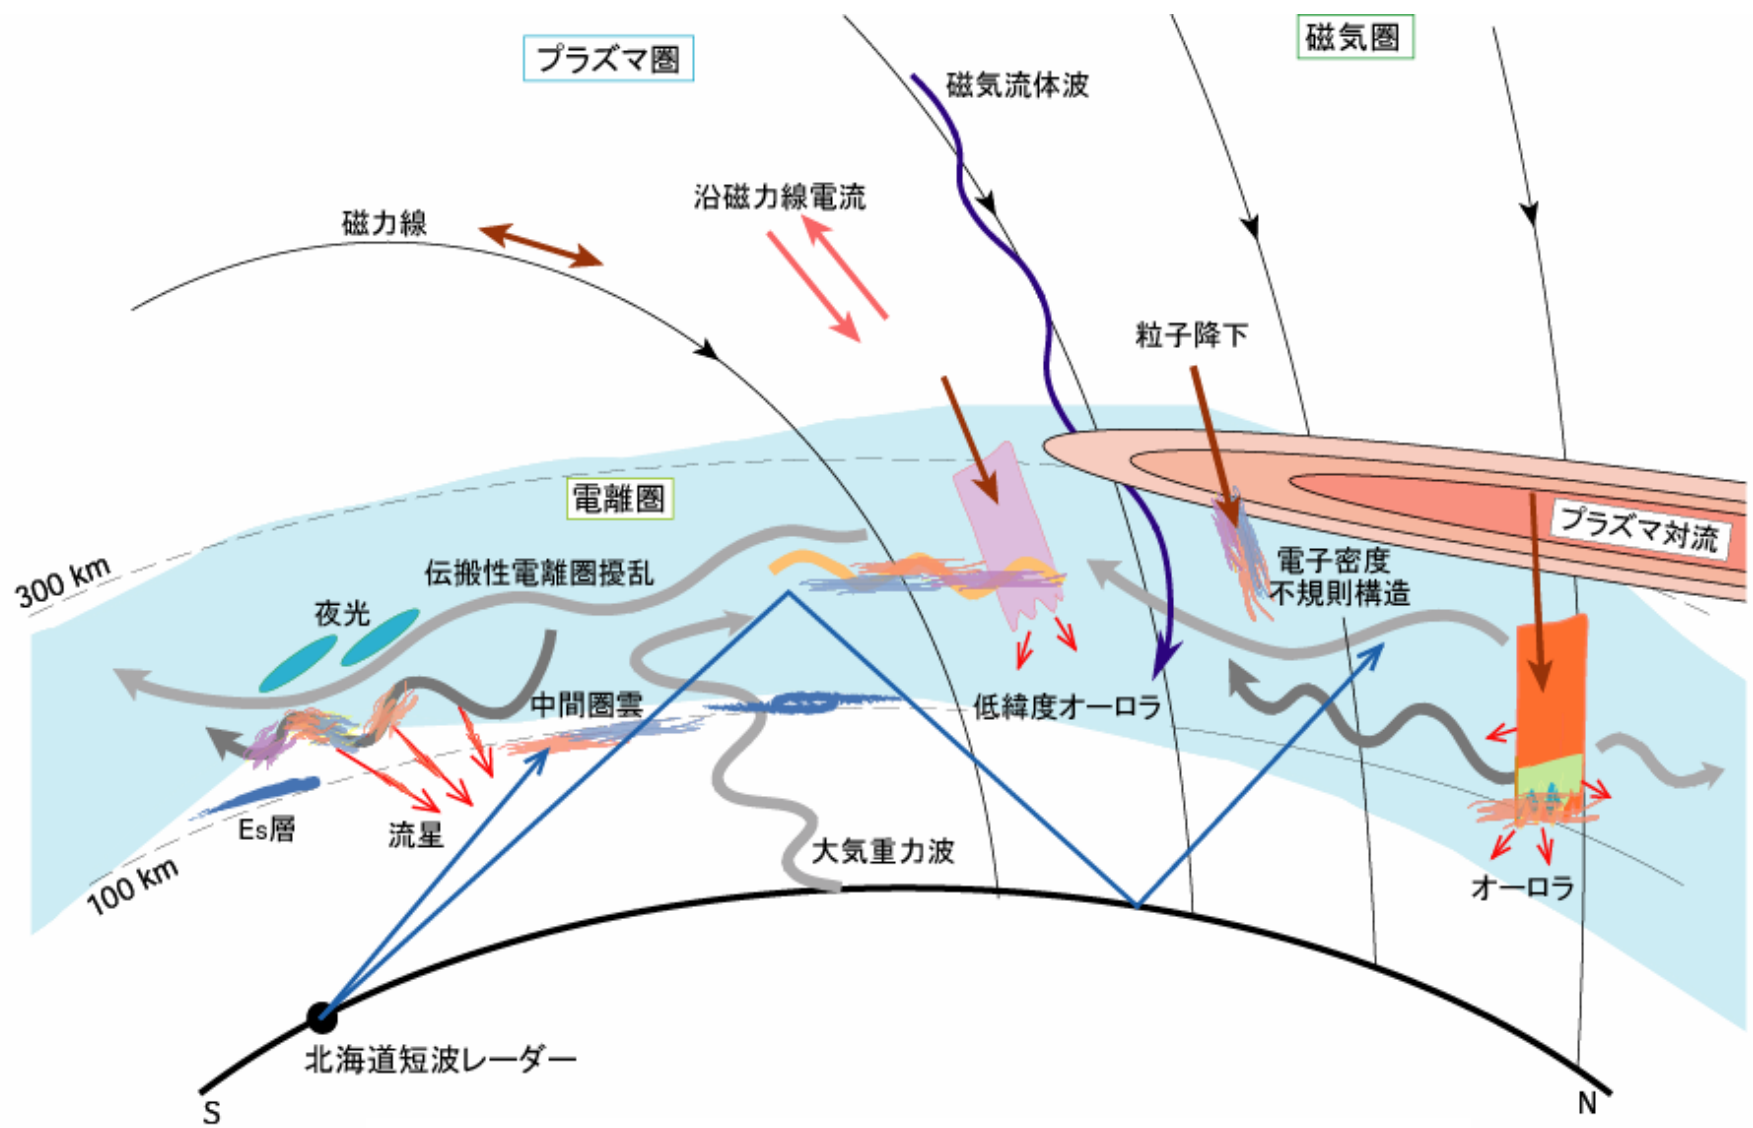 プラズマ圏
磁気圏
磁気流体波
沿磁力線電流
磁力線
粒子降下
電離圏
プラズマ対流
300 km
伝搬性電離圏擾乱
電子密度
不規則構造
夜光
中間圏雲
低緯度オーロラ
Es層
流星
大気重力波
100 km
オーロラ
北海道短波レーダー
S
N